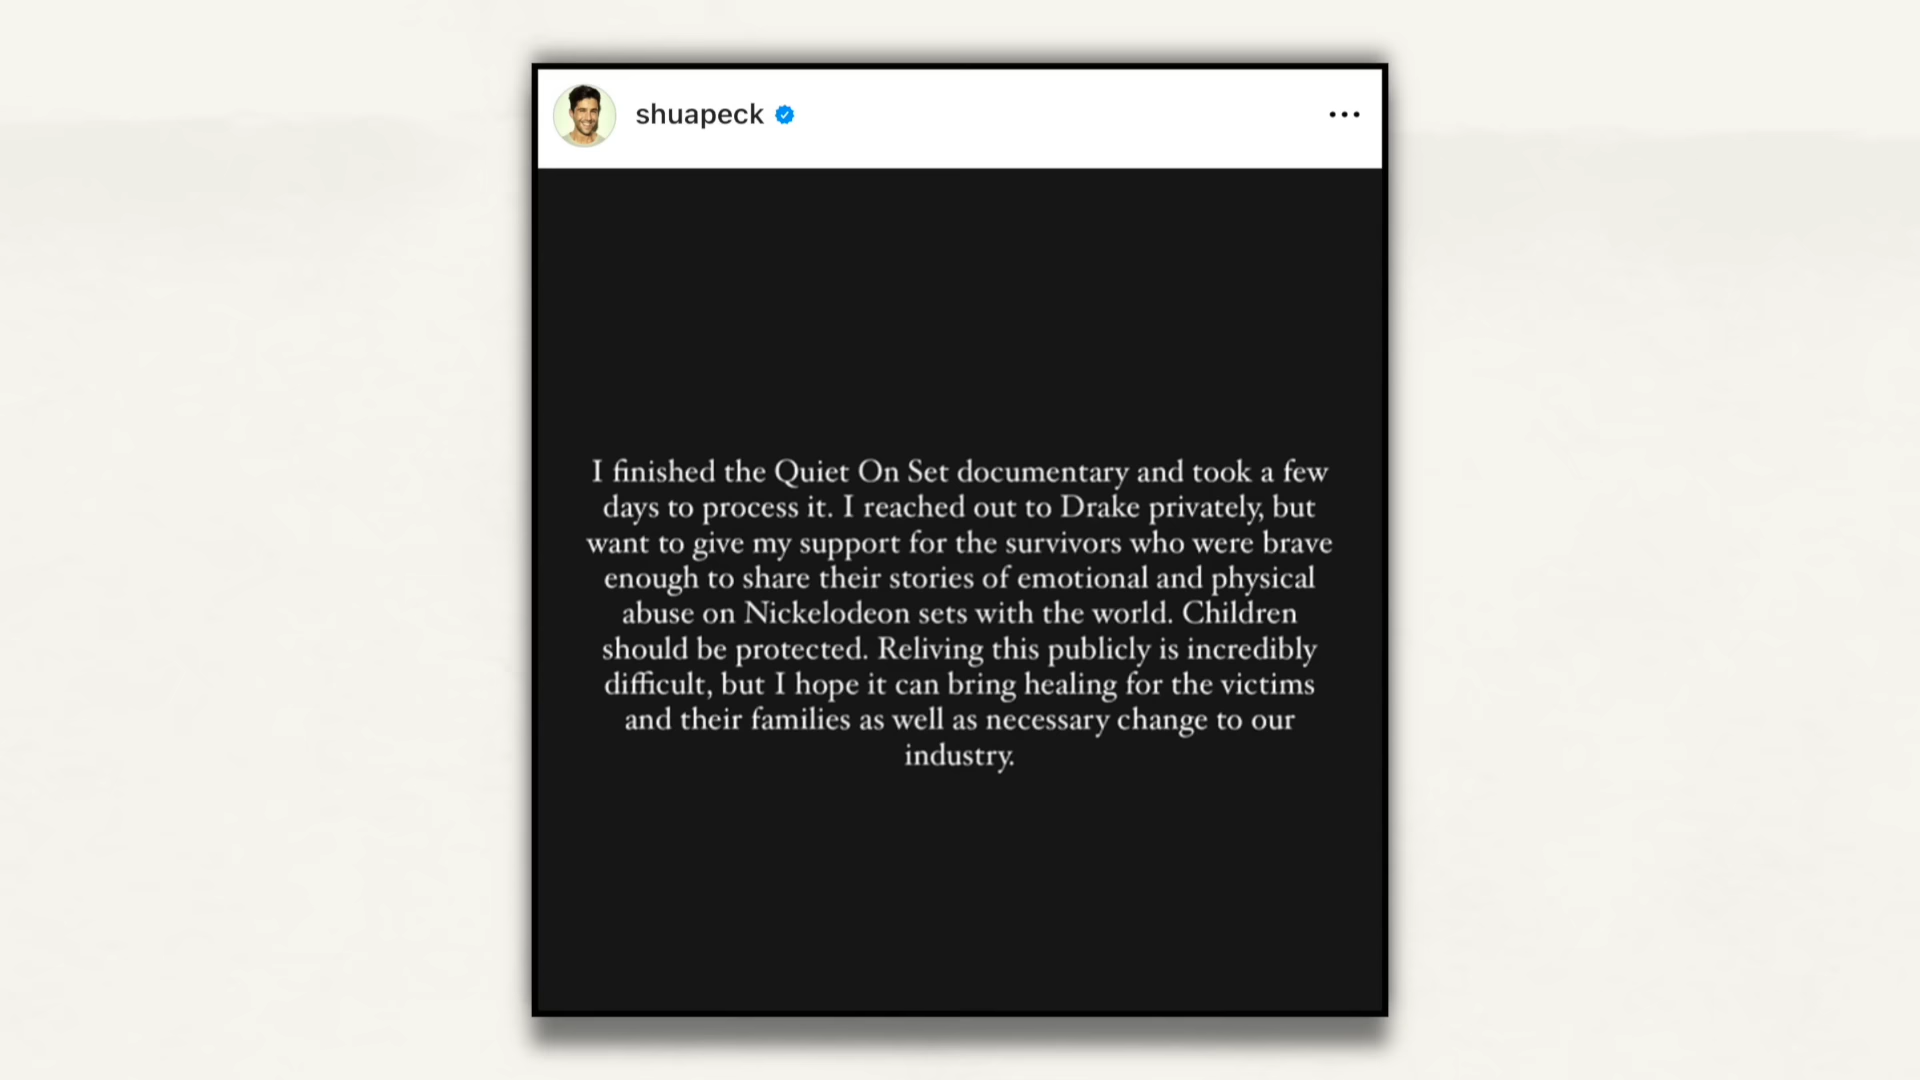 shuapeck
I finished the Quiet On Set documentary and took a few
days to process it. I reached out to Drake privately, but
want to give my support for the survivors who were brave
enough to share their stories of emotional and physical
abuse on Nickelodeon sets with the world. Children
should be protected. Reliving this publicly is incredibly
difficult, but I hope it can bring healing for the victims
and their families as well as necessary change to our
industry.